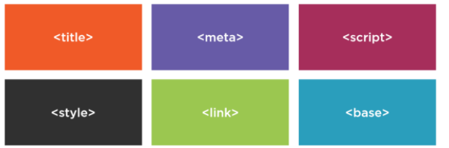 <title> <meta> <script>
<style> <link> <base>